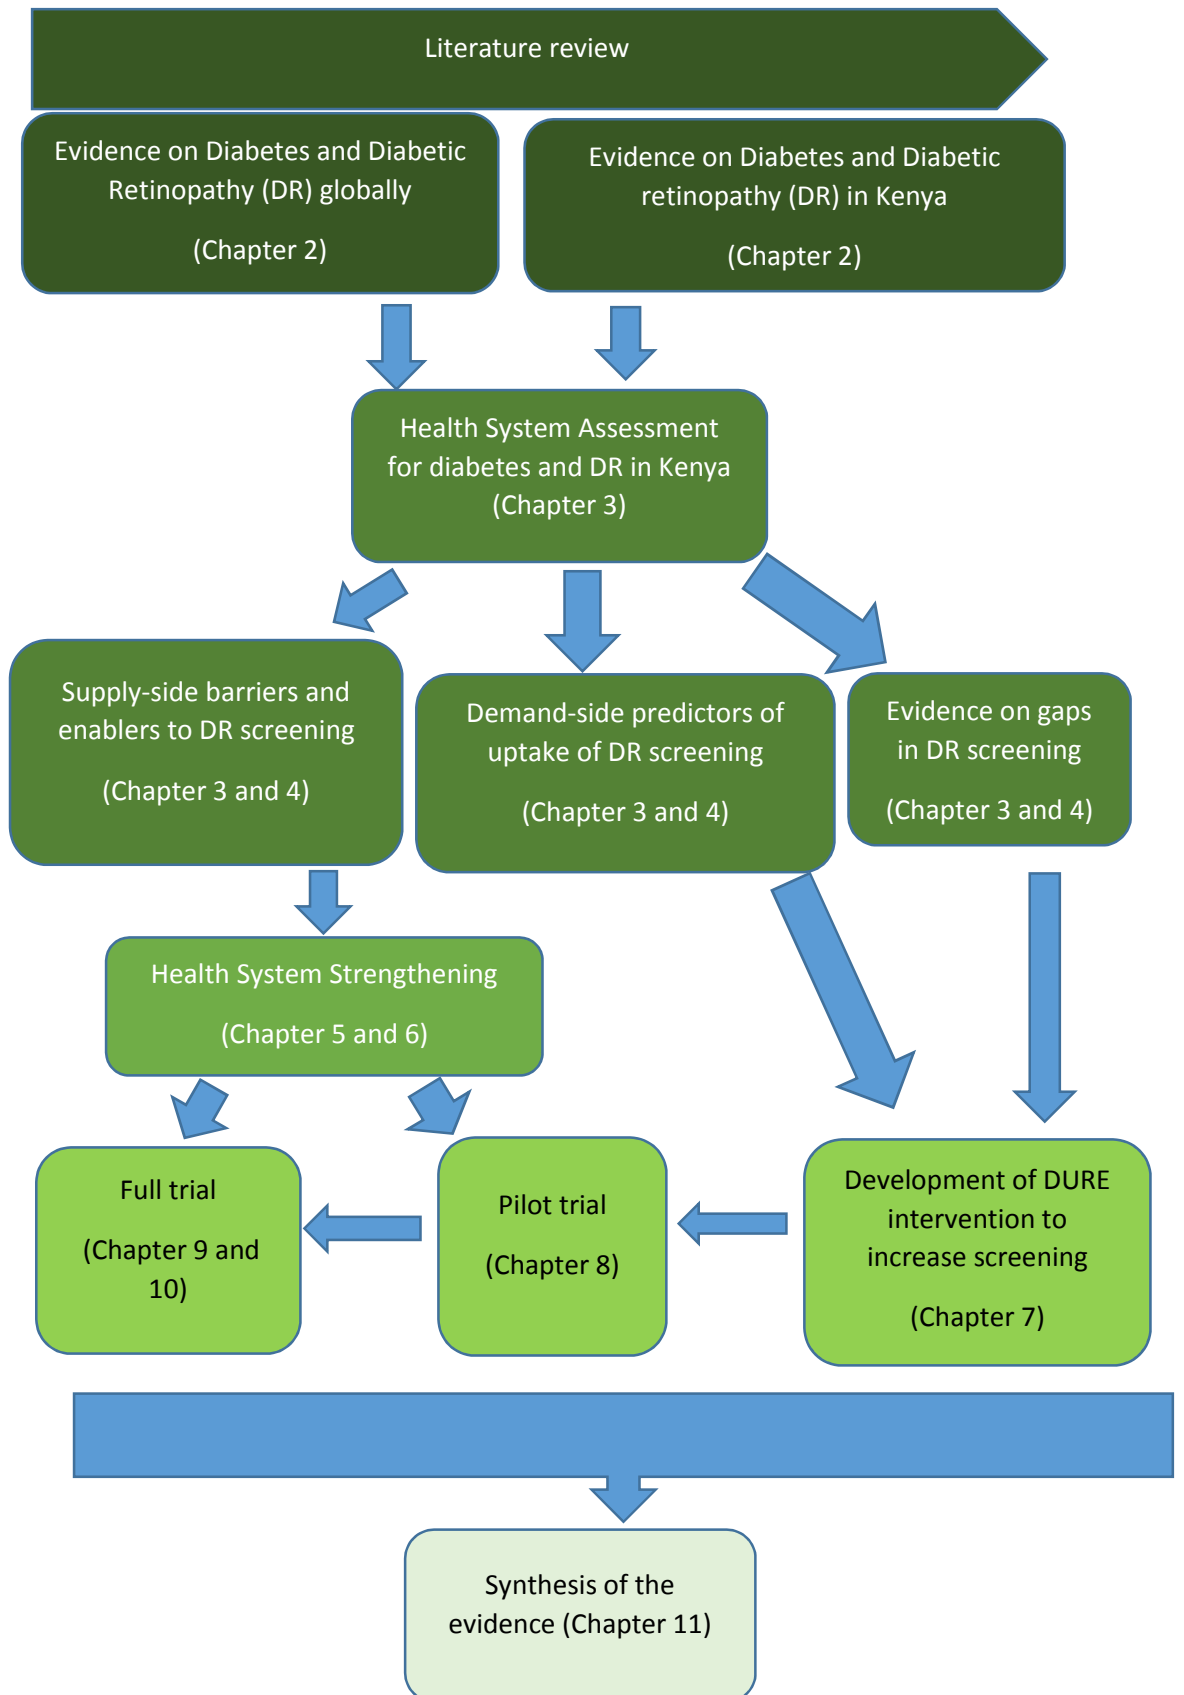 Literature review
Evidence on Diabetes and Diabetic
Retinopathy (DR) globally
(Chapter 2)
Evidence on Diabetes and Diabetic
retinopathy (DR) in Kenya
(Chapter 2)
Health System Assessment
for diabetes and DR in Kenya
(Chapter 3)
Supply-side barriers and
enablers to DR screening
(Chapter 3 and 4)
Demand-side predictors of
uptake of DR screening
(Chapter 3 and 4)
Evidence on gaps
in DR screening
(Chapter 3 and 4)
Health System Strengthening
(Chapter 5 and 6)
Full trial
(Chapter 9 and
10)
Pilot trial
(Chapter 8)
Development of DURE
intervention to
increase screening
(Chapter 7)
Synthesis of the
evidence (Chapter 11)